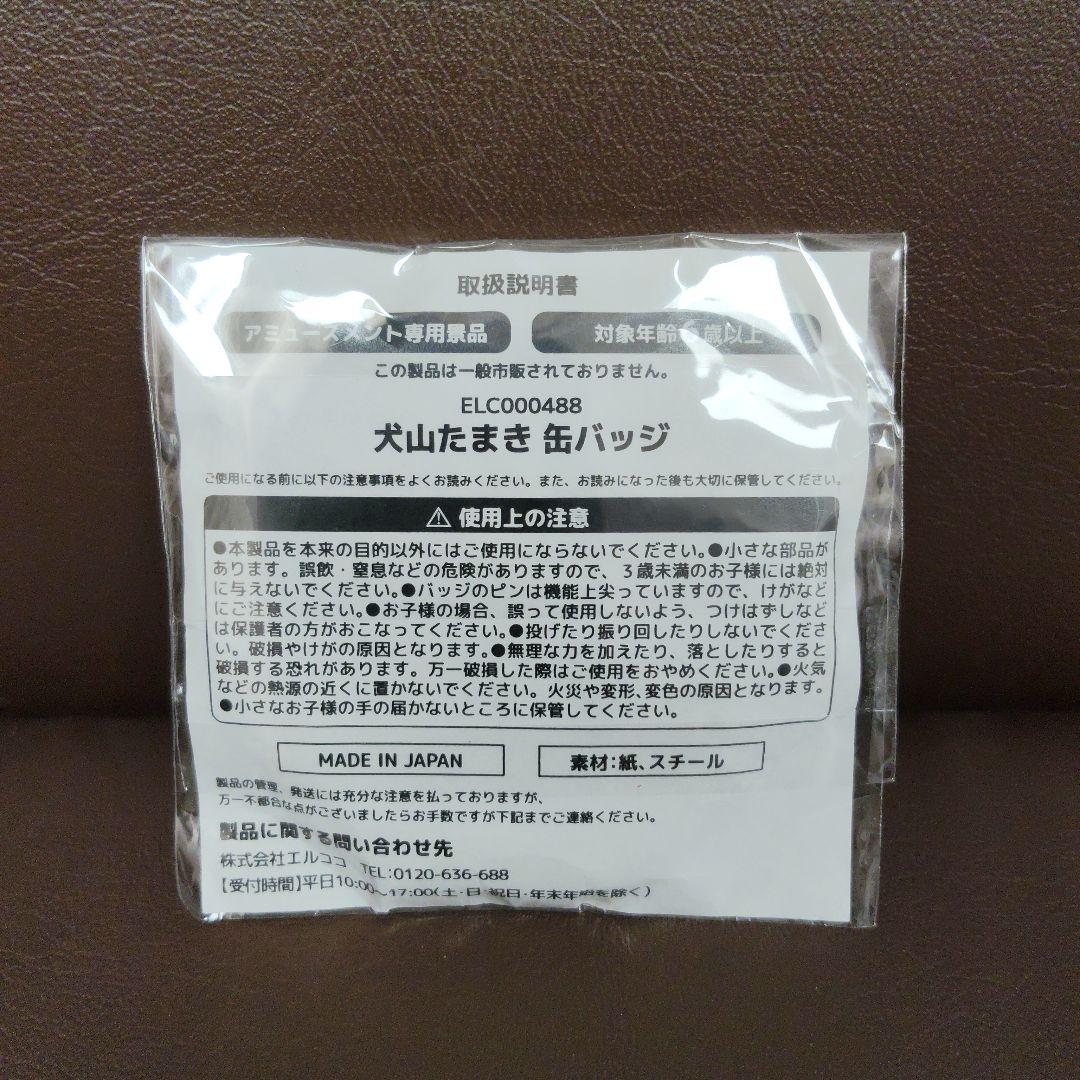 取扱説明書
アミューズメント専用景品
対象年齢 歳以上
この製品は一般市販されておりません。
ELC000488
犬山たまき 缶バッジ
ご使用になる前に以下の注意事項をよくお読みください。また、お読みになった後も大切に保管してください。
⚠ 使用上の注意
●本製品を本来の目的以外にはご使用にならないでください。●小さな部品が
あります。誤飲・窒息などの危険がありますので、3歳未満のお子様には絶対
に与えないでください。●バッジのピンは機能上尖っていますので、けがなど
にご注意ください。●お子様の場合、誤って使用しないよう、つけはずしなど
は保護者の方がおこなってください。●投げたり振り回したりしないでくださ
い。破損やけがの原因となります。●無理な力を加えたり、落としたりすると
破損する恐れがあります。万一破損した際はご使用をおやめください。●火気
などの熱源の近くに置かないでください。火災や変形、変色の原因となります。
●小さなお子様の手の届かないところに保管してください。
MADE IN JAPAN
素材:紙、スチール
製品の管理、発送には充分な注意を払っておりますが、
万一不都合な点がございましたらお手数ですが下記までご連絡ください。
製品に関する問い合わせ先
株式会社エルココ TEL:0120-636-688
【受付時間】平日10:00～17:00(土・日・祝日・年末年始を除く)